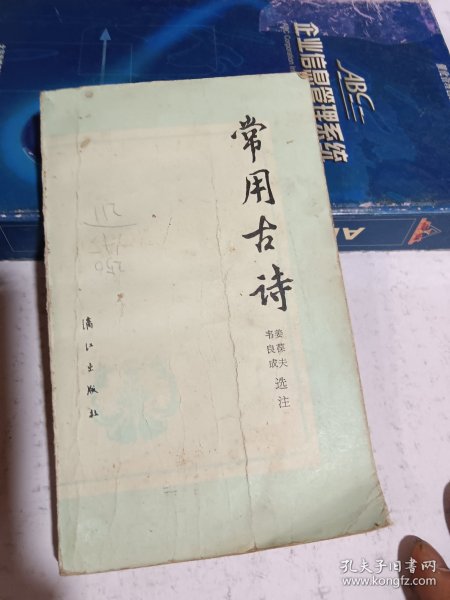 常用古诗
姜葆夫
韦良成
选注
漓江出版社
ABC
企业信息管理系统
孔夫子旧书网
www.kongfz.com